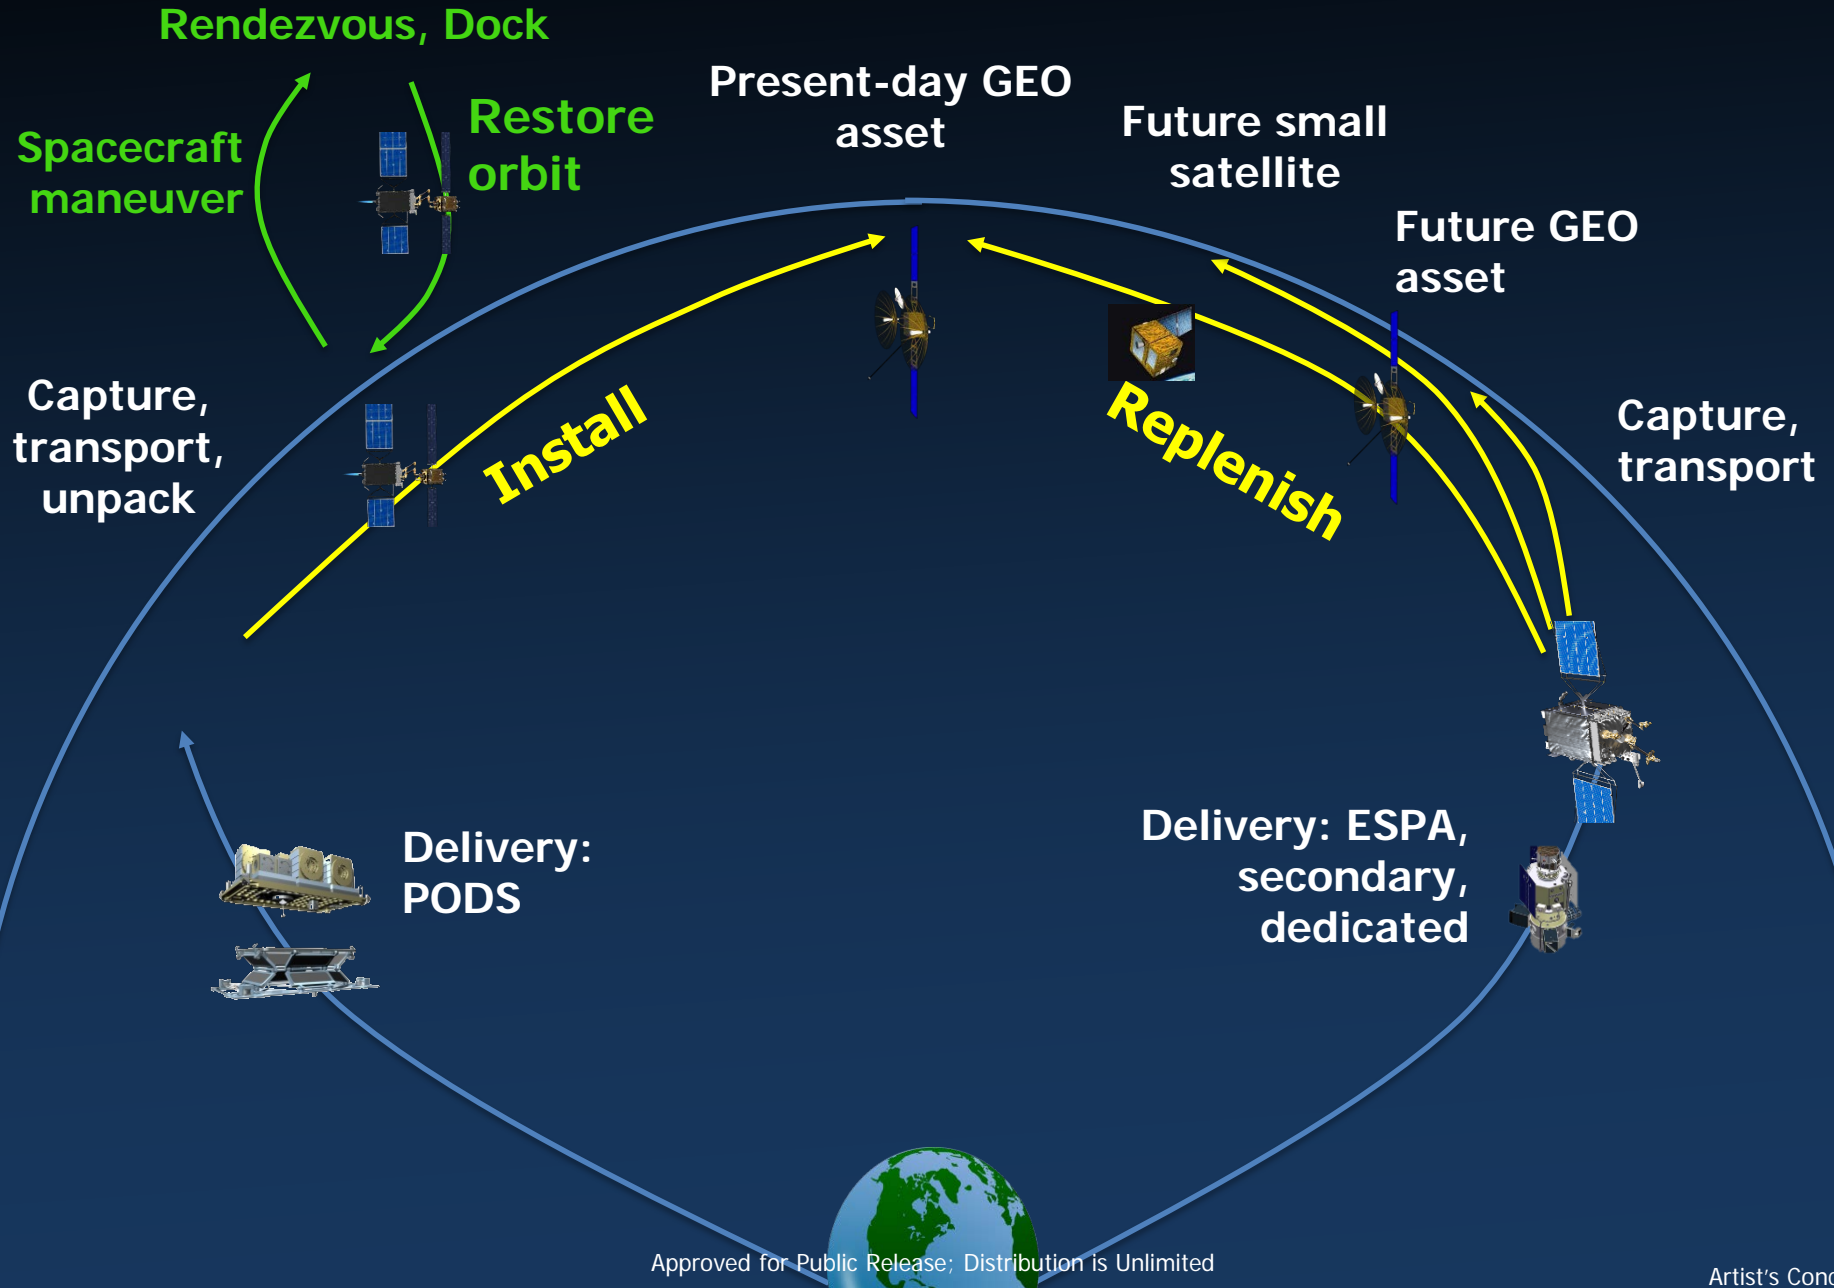 Rendezvous, Dock
Spacecraft
maneuver
Restore
orbit
Present-day GEO
asset
Future small
satellite
Future GEO
asset
Capture,
transport,
unpack
Install
Replenish
Capture,
transport
Delivery:
PODS
Delivery: ESPA,
secondary,
dedicated
Approved for Public Release; Distribution is Unlimited
Artist's